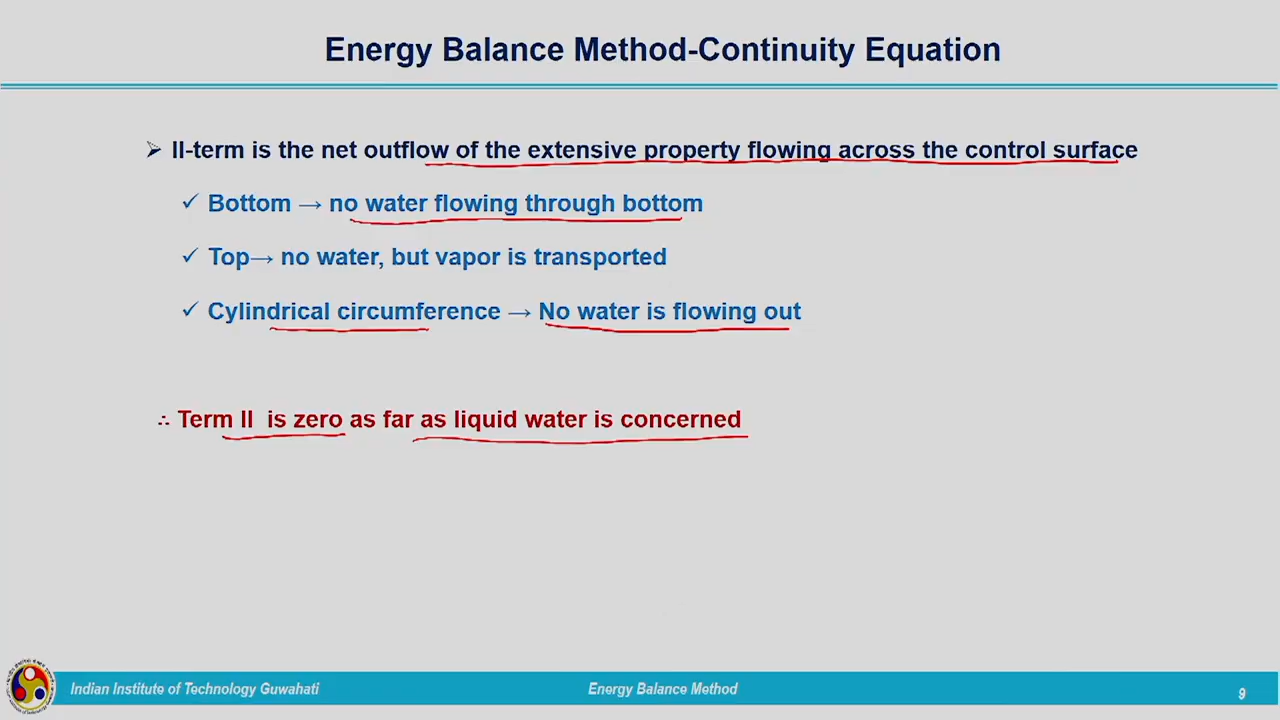 Energy Balance Method-Continuity Equation
➢ II-term is the net outflow of the extensive property flowing across the control surface
✓ Bottom → no water flowing through bottom
✓ Top→ no water, but vapor is transported
✓ Cylindrical circumference → No water is flowing out
∴ Term II is zero as far as liquid water is concerned
Indian Institute of Technology Guwahati
Energy Balance Method
9